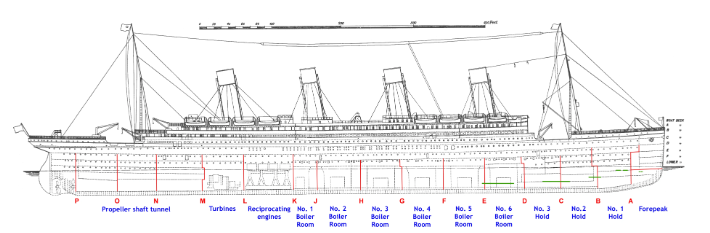 P O N M L K J H G F E D C B A
Propeller shaft tunnel
Turbines
Reciprocating
engines
No. 1
Boiler
Room
No. 2
Boiler
Room
No. 3
Boiler
Room
No. 4
Boiler
Room
No. 5
Boiler
Room
No. 6
Boiler
Room
No. 3
Hold
No.2
Hold
No. 1
Hold
Forepeak